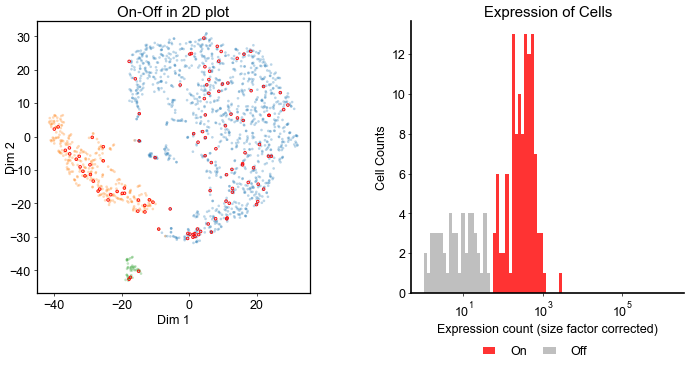 On-Off in 2D plot
30
20
10
0
−10
−20
−30
−40
Dim 2
−40
−20
0
20
Dim 1
Expression of Cells
12
10
8
6
4
2
0
Cell Counts
10^1
10^3
10^5
Expression count (size factor corrected)
On
Off